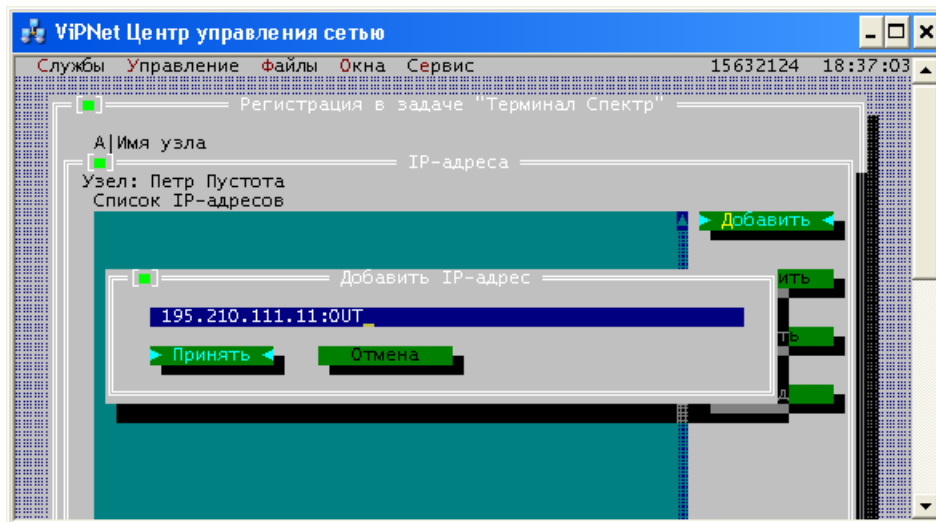 ViPNet Центр управления сетью
Службы Управление Файлы Окна Сервис 15632124 18:37:03
Регистрация в задаче "Терминал Спектр"
А|Имя узла
IP-адреса
Узел: Петр Пустота
Список IP-адресов
Добавить
Добавить IP-адрес
ить
195.210.111.11:OUT_
ть
Принять Отмена
д